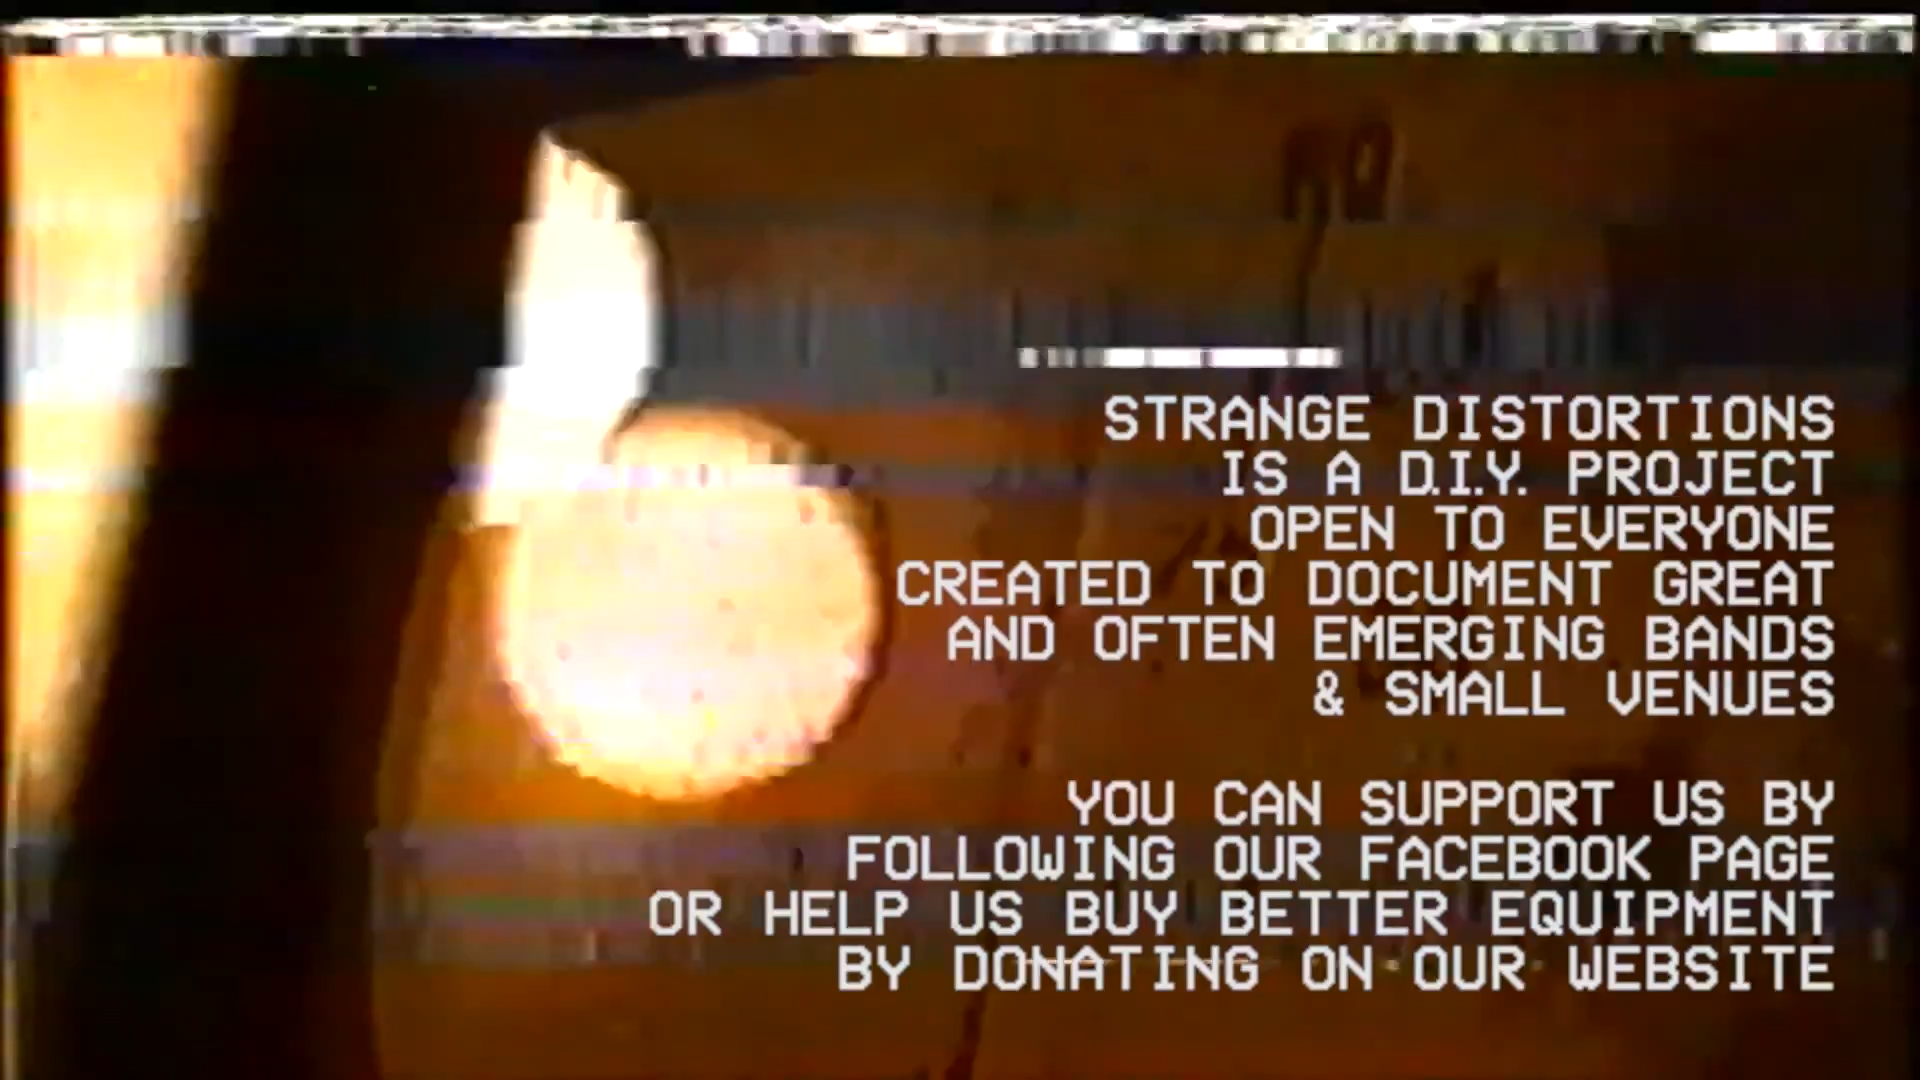 STRANGE DISTORTIONS
IS A D.I.Y. PROJECT
OPEN TO EVERYONE
CREATED TO DOCUMENT GREAT
AND OFTEN EMERGING BANDS
& SMALL VENUES
YOU CAN SUPPORT US BY
FOLLOWING OUR FACEBOOK PAGE
OR HELP US BUY BETTER EQUIPMENT
BY DONATING ON OUR WEBSITE